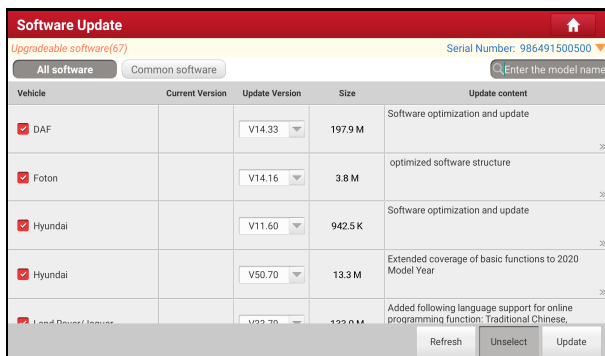 Software Update
Upgradeable software(67)
Serial Number: 986491500500
All software
Common software
Enter the model name
Vehicle Current Version Update Version Size Update content
DAF V14.33 197.9 M Software optimization and update
Foton V14.16 3.8 M optimized software structure
Hyundai V11.60 942.5 K Software optimization and update
Hyundai V50.70 13.3 M Extended coverage of basic functions to 2020
Model Year
Added following language support for online
Land Rover/Jaguar programming function: Traditional Chinese,
Refresh Unselect Update